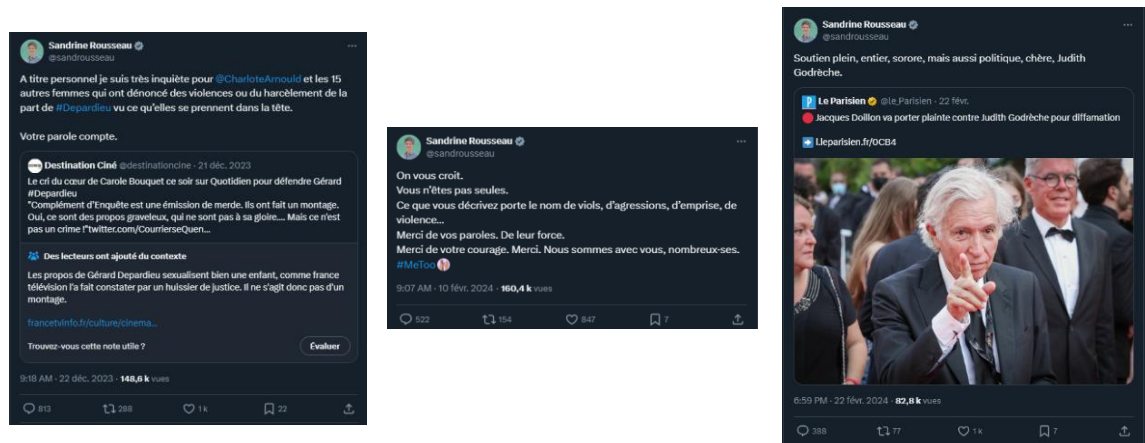 Sandrine Rousseau
@sandrousseau
A titre personnel je suis très inquiète pour @CharloteArnould et les 15
autres femmes qui ont dénoncé des violences ou du harcèlement de la
part de #Depardieu vu ce qu'elles se prennent dans la tête.
Votre parole compte.
Destination Ciné @destinationcine · 21 déc. 2023
Le cri du cœur de Carole Bouquet ce soir sur Quotidien pour défendre Gérard
#Depardieu
"Complément d'Enquête est une émission de merde. Ils ont fait un montage.
Oui, ce sont des propos graveleux, qui ne sont pas à sa gloire.... Mais ce n'est
pas un crime !"twitter.com/CourrierseQuen...
Des lecteurs ont ajouté du contexte
Les propos de Gérard Depardieu sexualisent bien une enfant, comme france
télévision l'a fait constater par un huissier de justice. Il ne s'agit donc pas d'un
montage.
francetvinfo.fr/culture/cinema...
Trouvez-vous cette note utile ?
Évaluer
9:18 AM · 22 déc. 2023 · 148,6 k vues
813 288 1 k 22
Sandrine Rousseau
@sandrousseau
On vous croit.
Vous n'êtes pas seules.
Ce que vous décrivez porte le nom de viols, d'agressions, d'emprise, de
violence...
Merci de vos paroles. De leur force.
Merci de votre courage. Merci. Nous sommes avec vous, nombreux-ses.
#MeToo
9:07 AM · 10 févr. 2024 · 160,4 k vues
522 154 847 7
Sandrine Rousseau
@sandrousseau
Soutien plein, entier, sorore, mais aussi politique, chère, Judith
Godrèche.
Le Parisien @le_Parisien · 22 févr.
Jacques Doillon va porter plainte contre Judith Godrèche pour diffamation
l.leparisien.fr/0CB4
6:59 PM · 22 févr. 2024 · 82,8 k vues
388 77 1 k 7